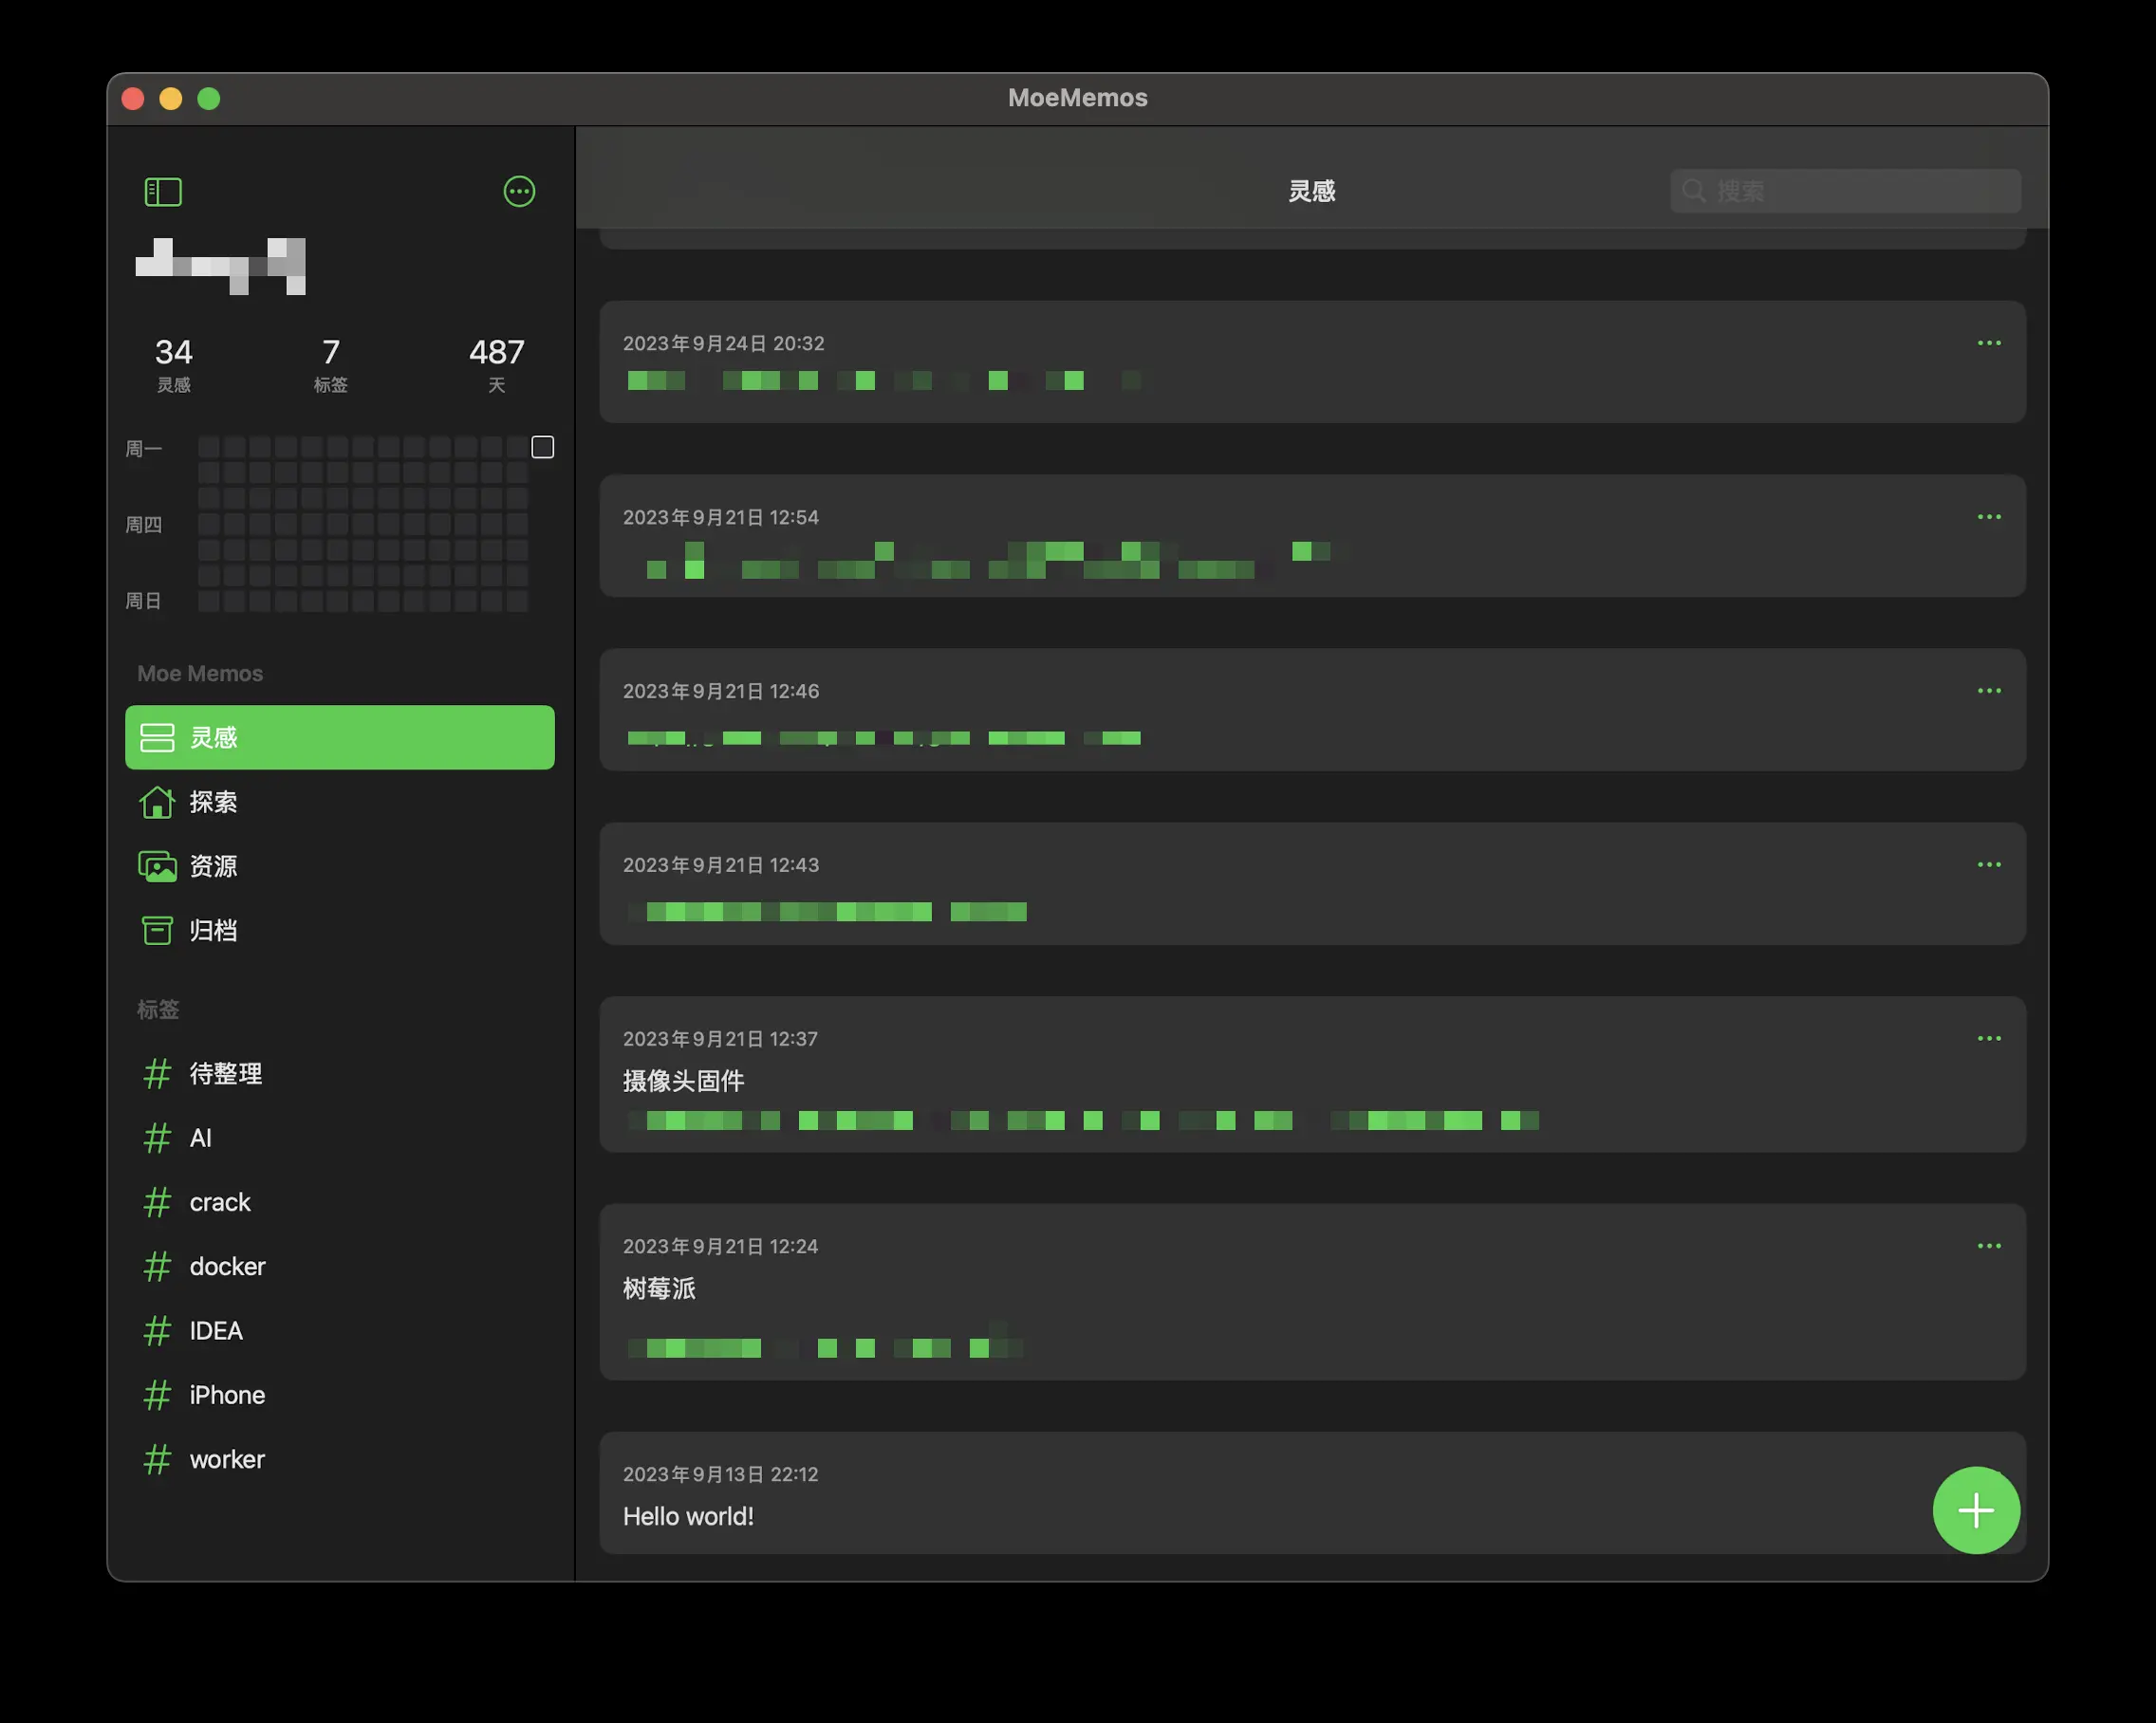 MoeMemos
34
灵感
7
标签
487
天
周一
周四
周日
Moe Memos
灵感
探索
资源
归档
标签
# 待整理
# AI
# crack
# docker
# IDEA
# iPhone
# worker
灵感
搜索
2023年9月24日 20:32
2023年9月21日 12:54
2023年9月21日 12:46
2023年9月21日 12:43
2023年9月21日 12:37
摄像头固件
2023年9月21日 12:24
树莓派
2023年9月13日 22:12
Hello world!